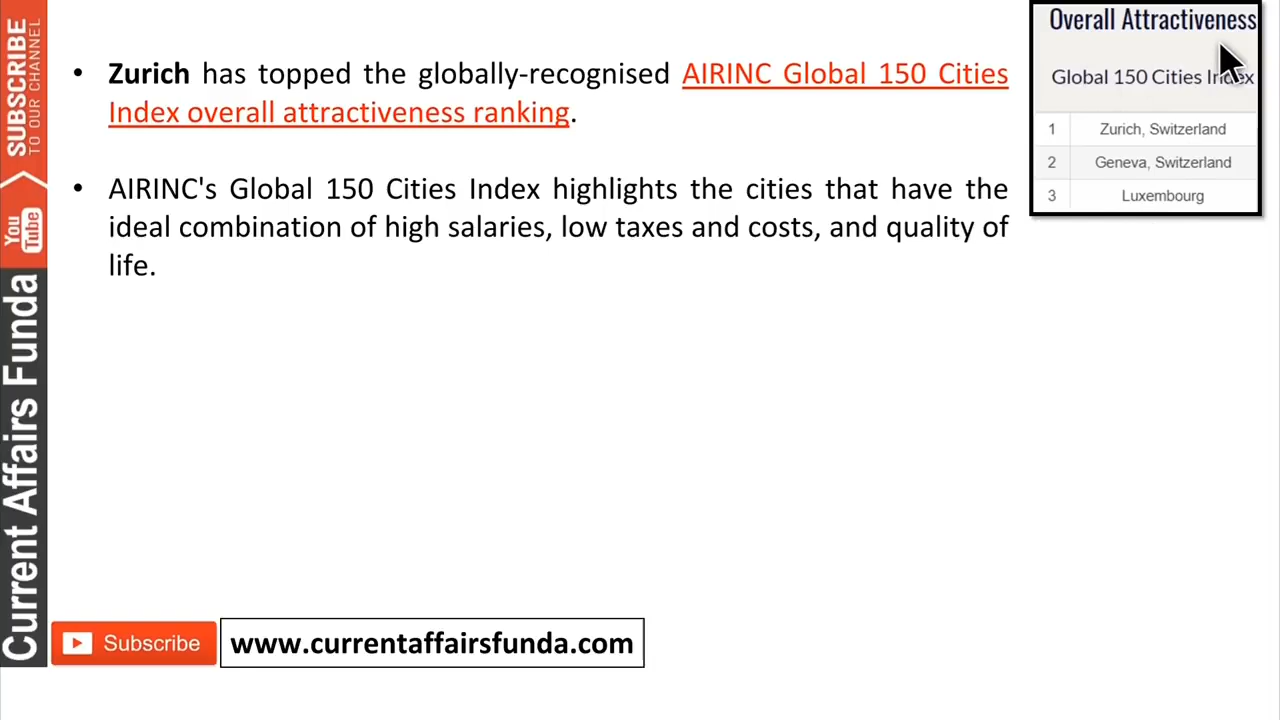 SUBSCRIBE
TO OUR CHANNEL
You
Tube
Current Affairs Funda
• Zurich has topped the globally-recognised AIRINC Global 150 Cities
Index overall attractiveness ranking.
• AIRINC's Global 150 Cities Index highlights the cities that have the
ideal combination of high salaries, low taxes and costs, and quality of
life.
Overall Attractiveness
Global 150 Cities Index
1 Zurich, Switzerland
2 Geneva, Switzerland
3 Luxembourg
Subscribe
www.currentaffairsfunda.com